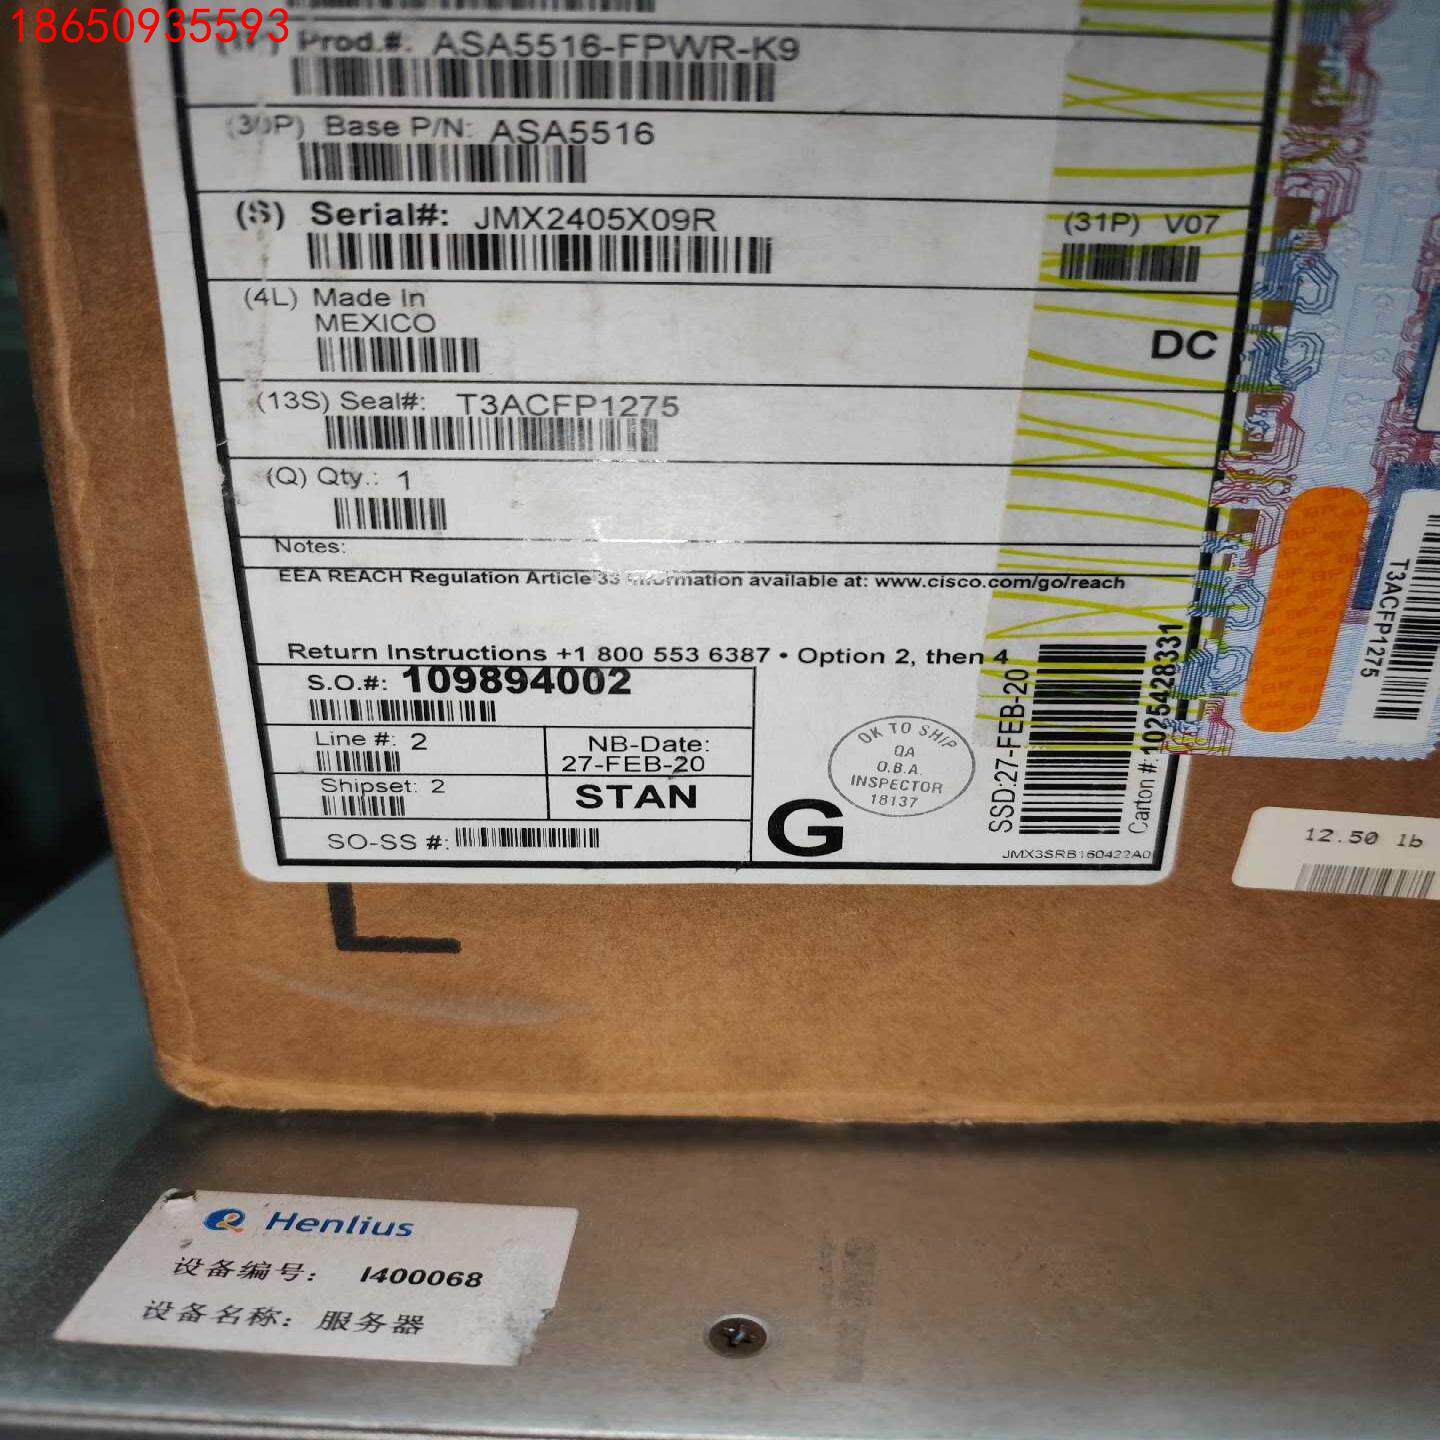 18650935593
(1P) Prod.#: ASA5516-FPWR-K9
(30P) Base P/N: ASA5516
(S) Serial#: JMX2405X09R
(31P) V07
(4L) Made In
MEXICO
DC
(13S) Seal#: T3ACFP1275
(Q) Qty.: 1
Notes:
EEA REACH Regulation Article 33 information available at: www.cisco.com/go/reach
Return Instructions +1 800 553 6387 • Option 2, then 4
S.O.#: 109894002
Line #: 2
NB-Date:
27-FEB-20
Shipset: 2
STAN
SO-SS #:
G
OK TO SHIP
QA
O.B.A.
INSPECTOR
18137
SSD:27-FEB-20
Carton #:1025428331
JMX3SRB160422A0
T3ACFP1275
12.50 lb
L
Henlius
设备编号： I400068
设备名称：服务器